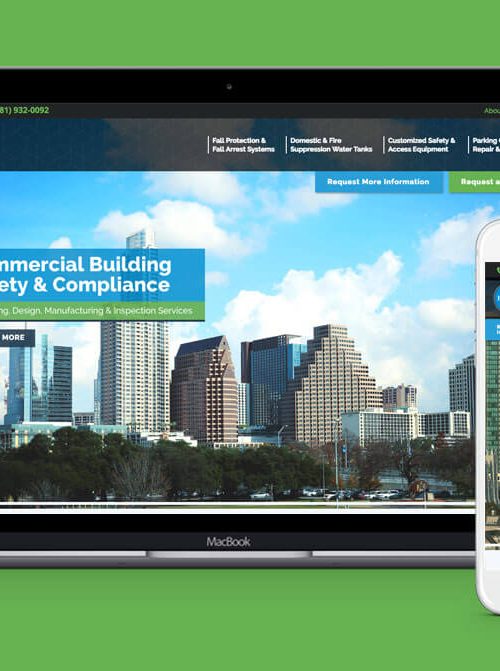 81) 932-0092
Abou
Fall Protection &
Fall Arrest Systems
Domestic & Fire
Suppression Water Tanks
Customized Safety &
Access Equipment
Parking
Repair &
Request More Information
Request a
mmercial Building
ety & Compliance
ng, Design, Manufacturing & Inspection Services
MORE
MacBook